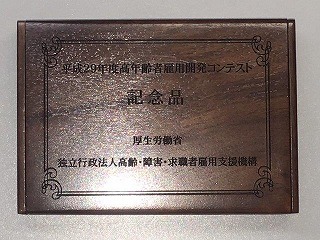 平成29年度高年齢者雇用開発コンテスト
記念品
厚生労働省
独立行政法人高齢・障害・求職者雇用支援機構